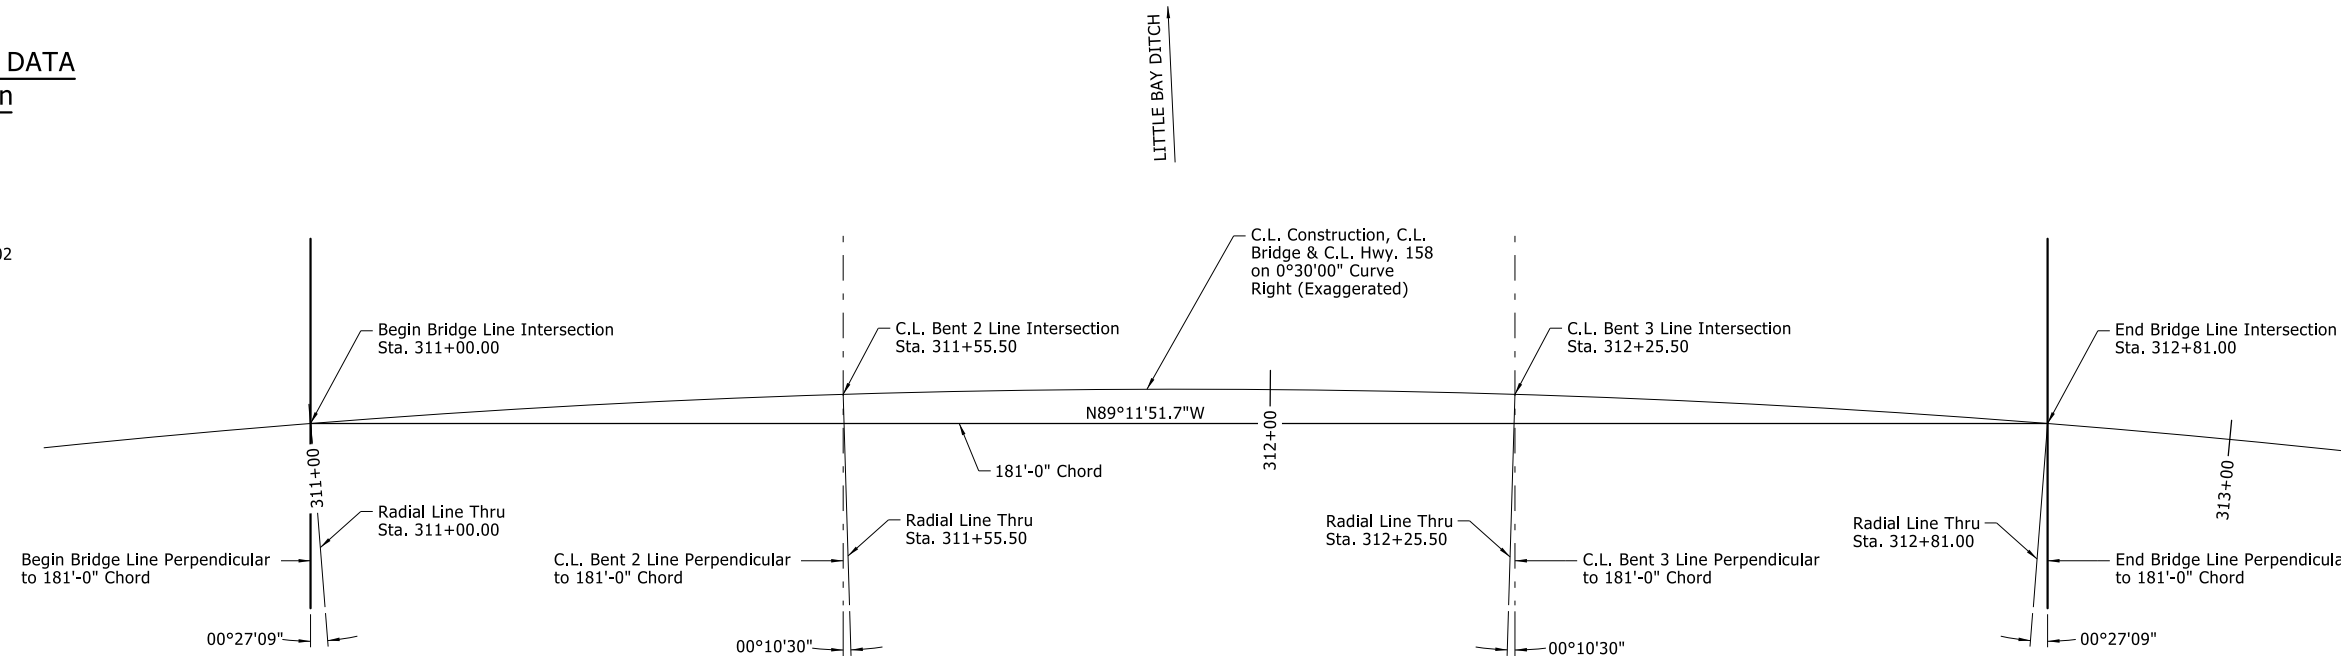 DATA
n
02
LITTLE BAY DITCH
C.L. Construction, C.L.
Bridge & C.L. Hwy. 158
on 0°30'00" Curve
Right (Exaggerated)
Begin Bridge Line Intersection
Sta. 311+00.00
C.L. Bent 2 Line Intersection
Sta. 311+55.50
C.L. Bent 3 Line Intersection
Sta. 312+25.50
End Bridge Line Intersection
Sta. 312+81.00
N89°11'51.7"W
311+00
312+00
313+00
181'-0" Chord
Radial Line Thru
Sta. 311+00.00
Radial Line Thru
Sta. 311+55.50
Radial Line Thru
Sta. 312+25.50
Radial Line Thru
Sta. 312+81.00
Begin Bridge Line Perpendicular
to 181'-0" Chord
C.L. Bent 2 Line Perpendicular
to 181'-0" Chord
C.L. Bent 3 Line Perpendicular
to 181'-0" Chord
End Bridge Line Perpendicula
to 181'-0" Chord
00°27'09"
00°10'30"
00°10'30"
00°27'09"